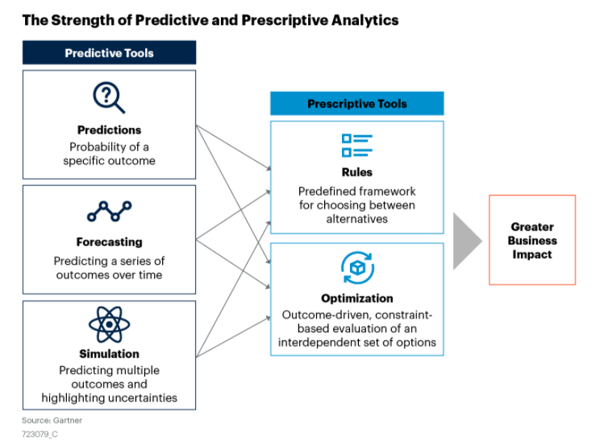 The Strength of Predictive and Prescriptive Analytics
Predictive Tools
Predictions
Probability of a
specific outcome
Forecasting
Predicting a series of
outcomes over time
Simulation
Predicting multiple
outcomes and
highlighting uncertainties
Prescriptive Tools
Rules
Predefined framework
for choosing between
alternatives
Optimization
Outcome-driven, constraint-
based evaluation of an
interdependent set of options
Greater
Business
Impact
Source: Gartner
723079_C